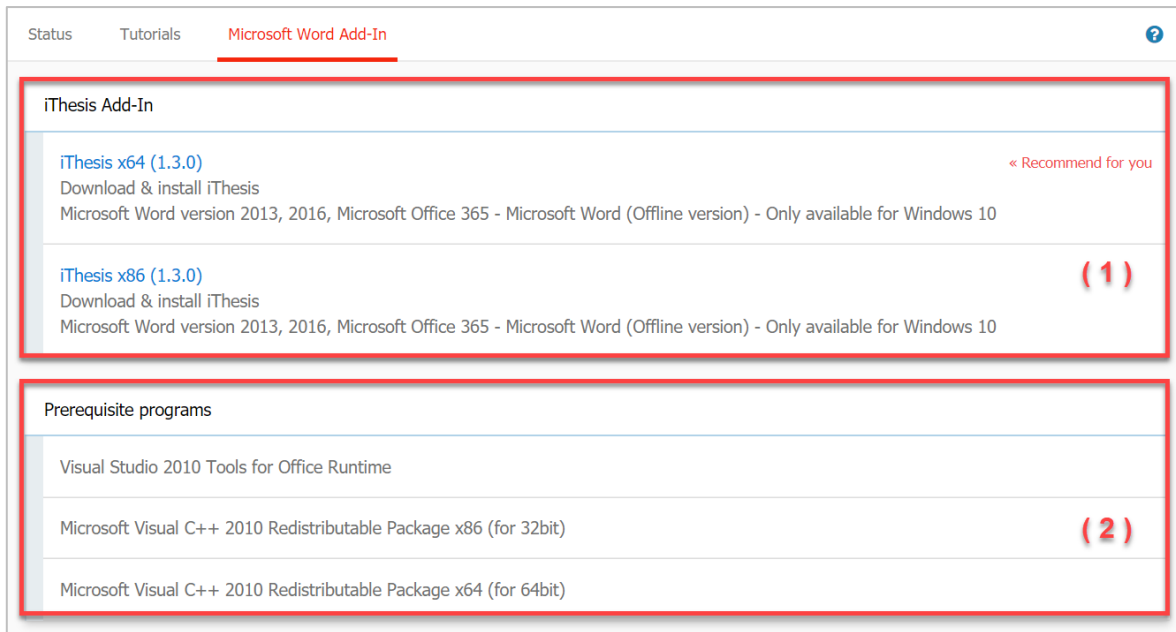 Status Tutorials Microsoft Word Add-In ?
iThesis Add-In
iThesis x64 (1.3.0) « Recommend for you
Download & install iThesis
Microsoft Word version 2013, 2016, Microsoft Office 365 - Microsoft Word (Offline version) - Only available for Windows 10
iThesis x86 (1.3.0)
( 1 )
Download & install iThesis
Microsoft Word version 2013, 2016, Microsoft Office 365 - Microsoft Word (Offline version) - Only available for Windows 10
Prerequisite programs
Visual Studio 2010 Tools for Office Runtime
Microsoft Visual C++ 2010 Redistributable Package x86 (for 32bit)
( 2 )
Microsoft Visual C++ 2010 Redistributable Package x64 (for 64bit)